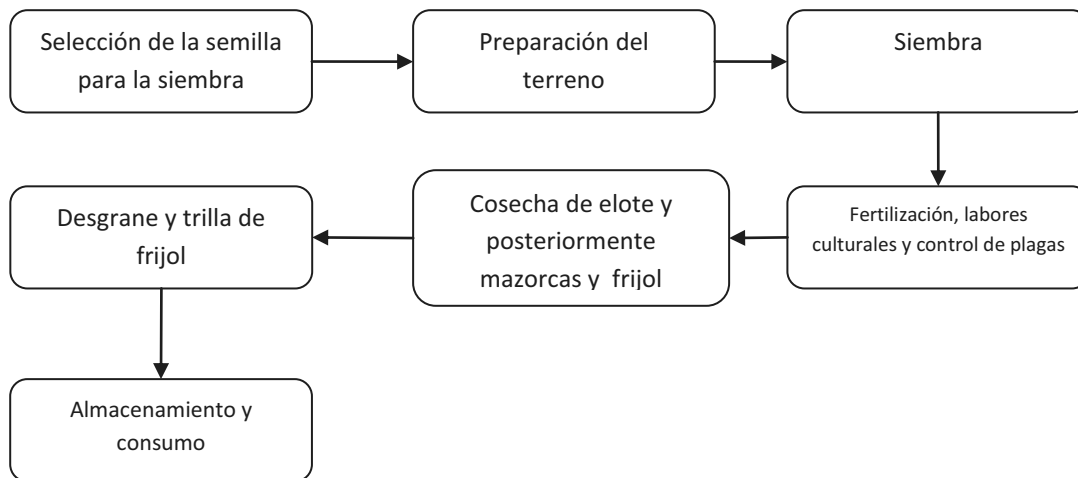 Selección de la semilla
para la siembra
Preparación del
terreno
Siembra
Fertilización, labores
culturales y control de plagas
Cosecha de elote y
posteriormente
mazorcas y frijol
Desgrane y trilla de
frijol
Almacenamiento y
consumo